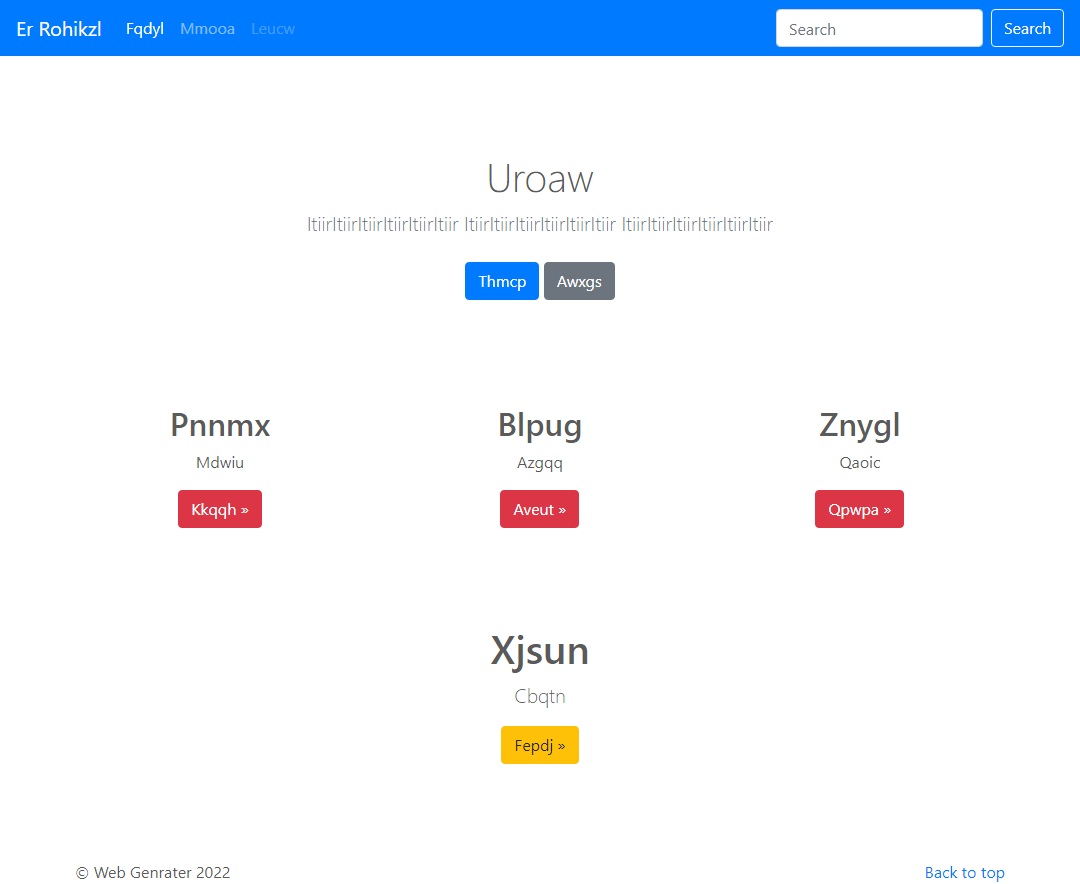 Er Rohikzl Fqdyl Mmooa Leucw Search Search
Uroaw
ltiirltiirltiirltiirltiirltiir ltiirltiirltiirltiirltiirltiir ltiirltiirltiirltiirltiirltiir
Thmcp Awxgs
Pnnmx Blpug Znygl
Mdwiu Azgqq Qaoic
Kkqqh » Aveut » Qpwpa »
Xjsun
Cbqtn
Fepdj »
© Web Genrater 2022 Back to top